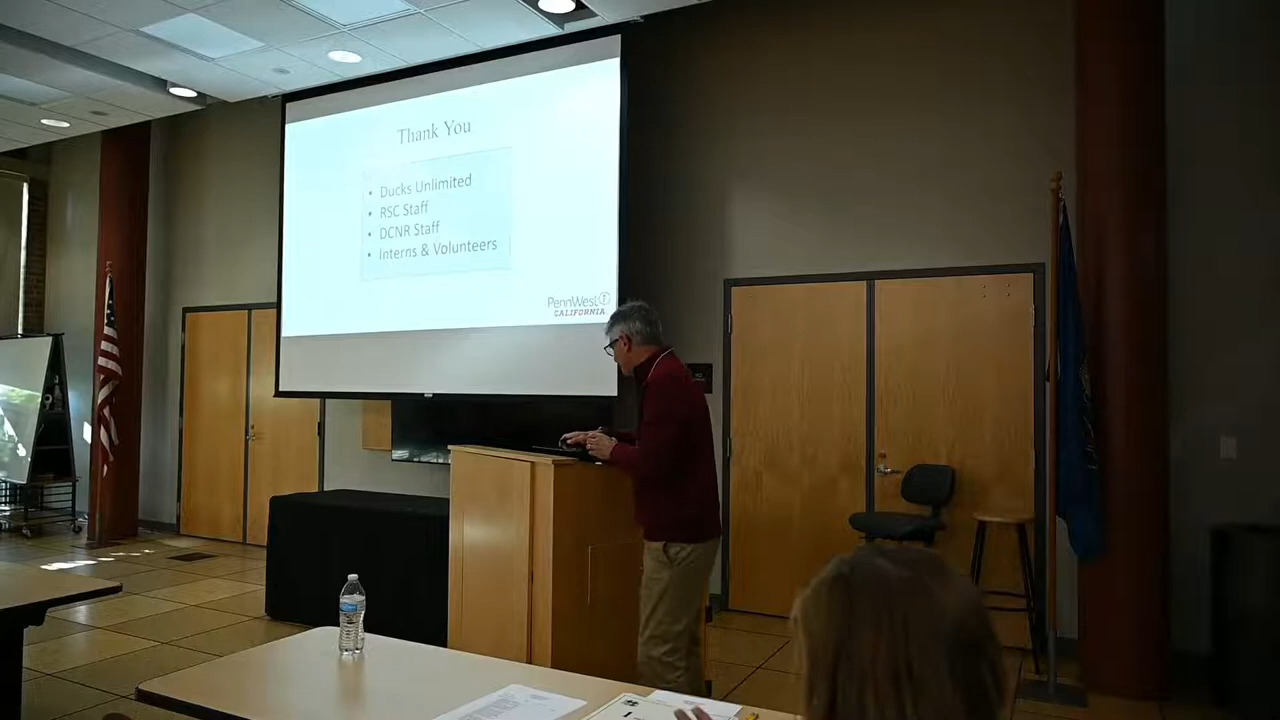 Thank You
• Ducks Unlimited
• RSC Staff
• DCNR Staff
• Interns & Volunteers
PennWest
CALIFORNIA